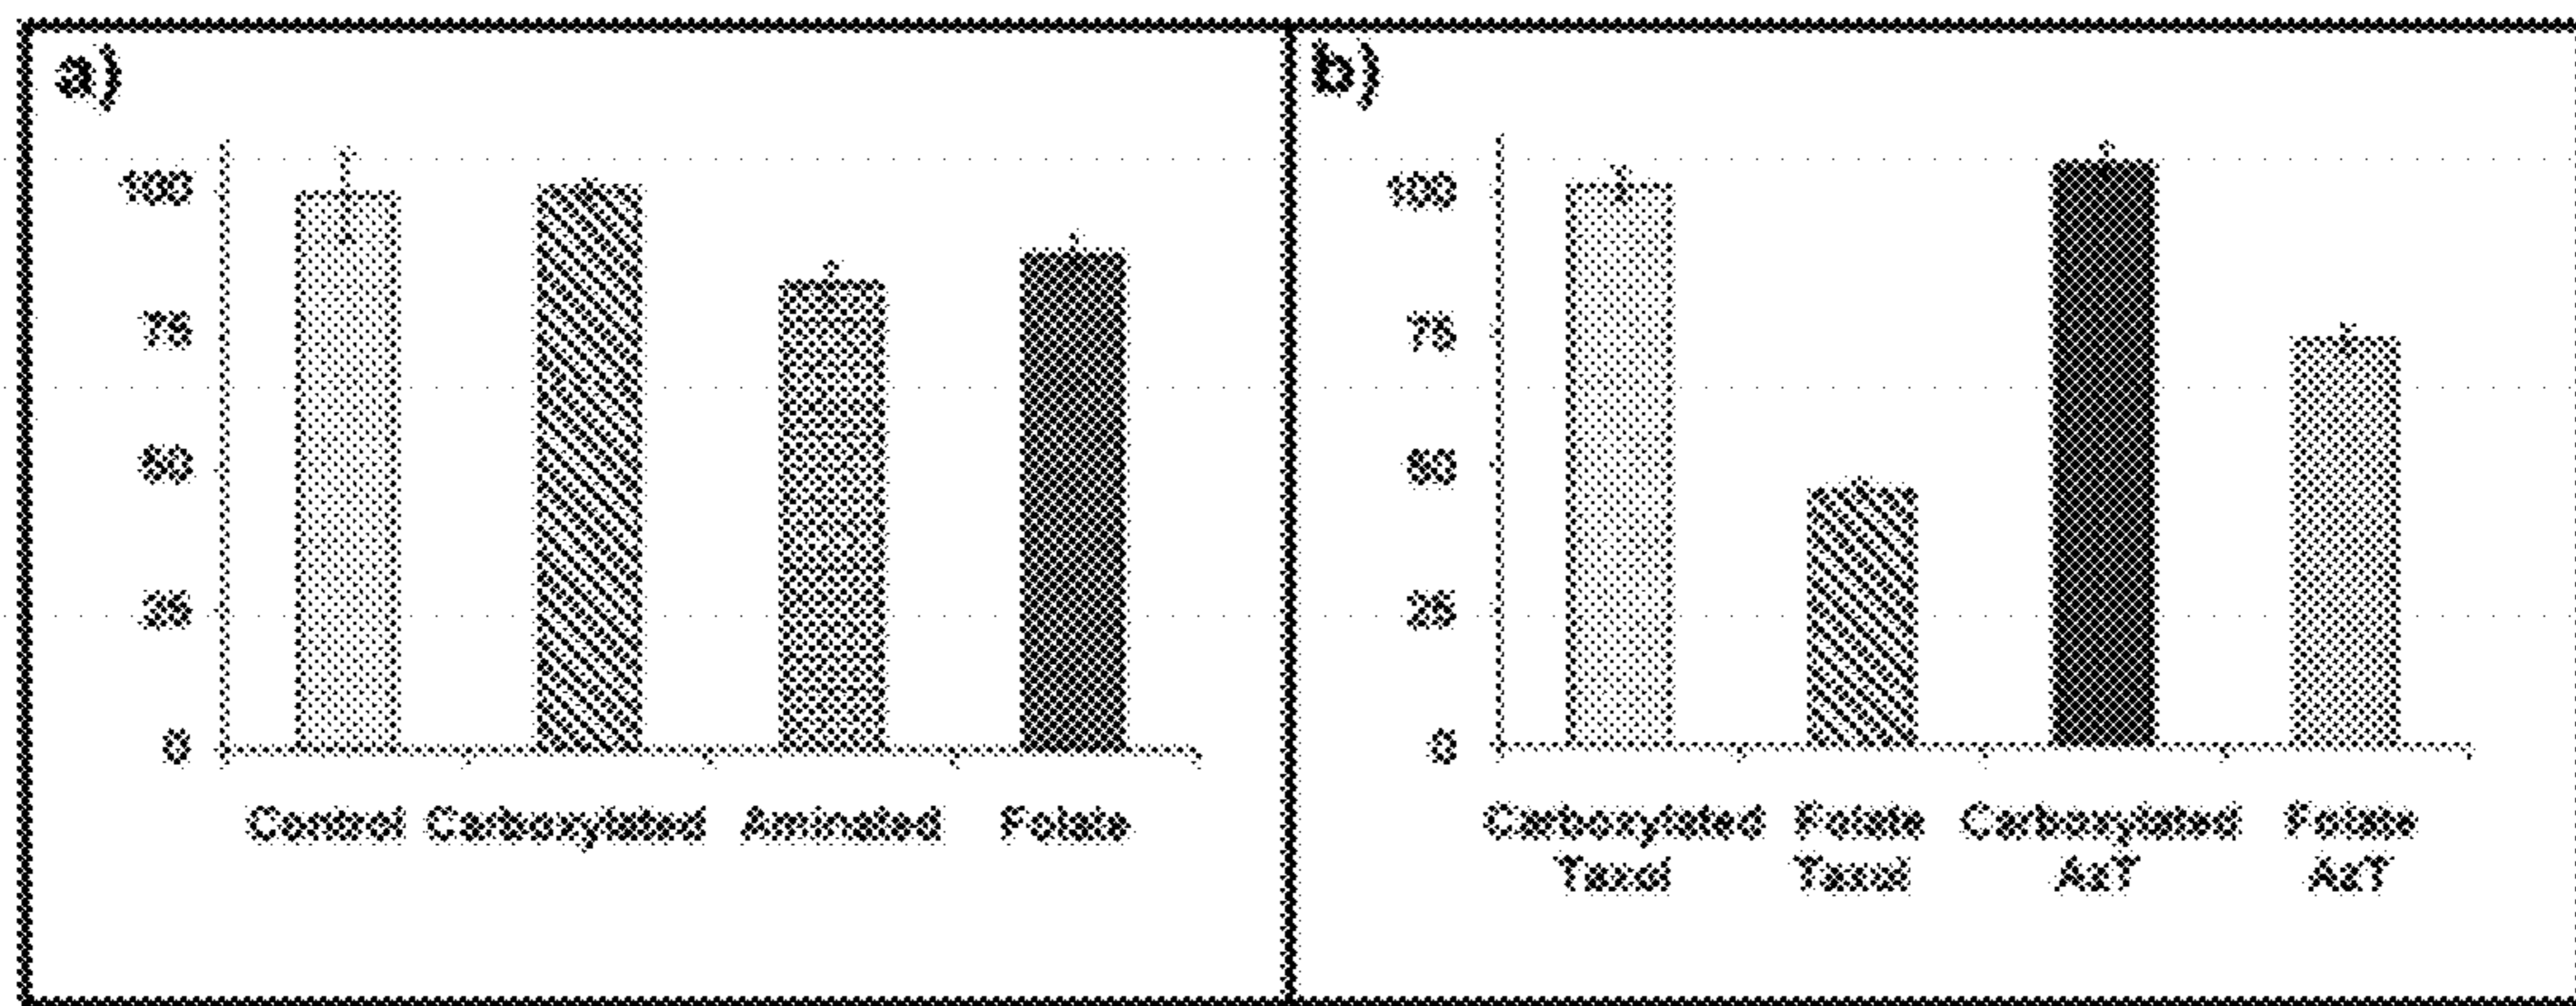 a)
100
75
50
25
0
Control Carboxylated Aminated Folate
b)
100
75
50
25
0
Carboxylated Folate Carboxylated Folate
Taxol Taxol AzT AzT